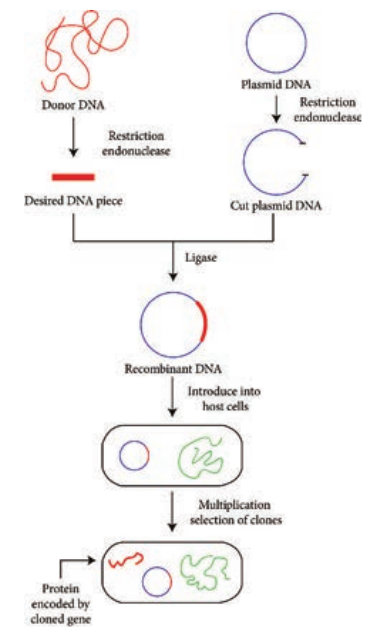 Donor DNA
Plasmid DNA
Restriction
endonuclease
Restriction
endonuclease
Desired DNA piece
Cut plasmid DNA
Ligase
Recombinant DNA
Introduce into
host cells
Multiplication
selection of clones
Protein
encoded by
cloned gene